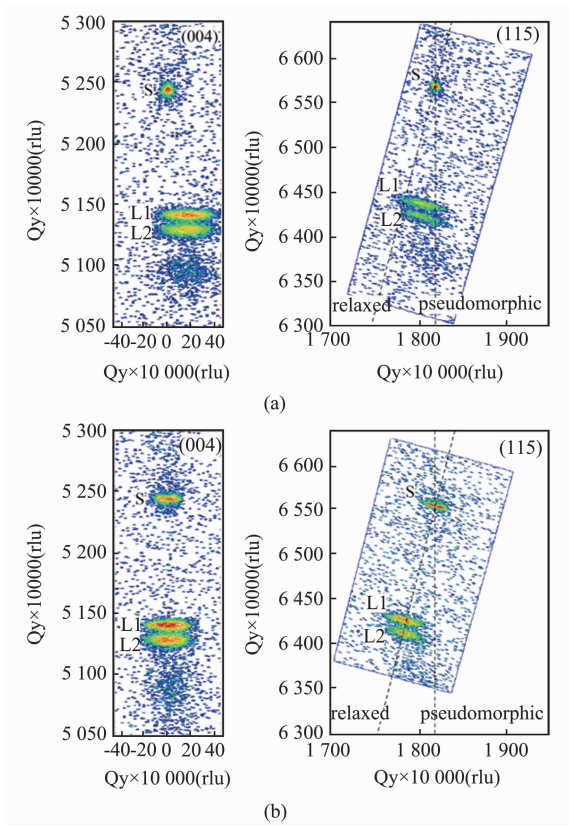 5 300
5 250
5 200
5 150
5 100
5 050
Qy×10000(rlu)
(004)
S
L1
L2
-40 -20 0 20 40
Qy×10 000(rlu)
6 600
6 550
6 500
6 450
6 400
6 350
6 300
Qy×10000(rlu)
(115)
S
L1
L2
relaxed pseudomorphic
1 700 1 800 1 900
Qy×10 000(rlu)
(a)
5 300
5 250
5 200
5 150
5 100
5 050
Qy×10000(rlu)
(004)
S
L1
L2
-40 -20 0 20 40
Qy×10 000(rlu)
6 600
6 550
6 500
6 450
6 400
6 350
6 300
Qy×10000(rlu)
(115)
S
L1
L2
relaxed pseudomorphic
1 700 1 800 1 900
Qy×10 000(rlu)
(b)